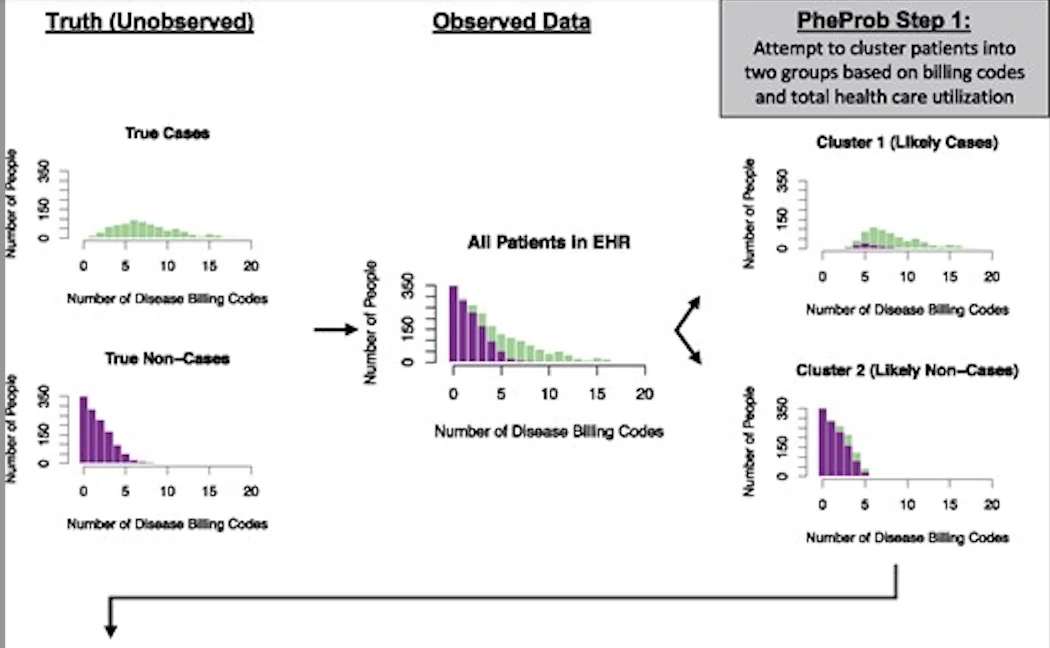 Truth (Unobserved)
Observed Data
PheProb Step 1:
Attempt to cluster patients into
two groups based on billing codes
and total health care utilization
True Cases
Number of People
350
150
0
0 5 10 15 20
Number of Disease Billing Codes
True Non-Cases
Number of People
350
150
0
0 5 10 15 20
Number of Disease Billing Codes
All Patients in EHR
Number of People
350
150
0
0 5 10 15 20
Number of Disease Billing Codes
Cluster 1 (Likely Cases)
Number of People
350
150
0
0 5 10 15 20
Number of Disease Billing Codes
Cluster 2 (Likely Non-Cases)
Number of People
350
150
0
0 5 10 15 20
Number of Disease Billing Codes